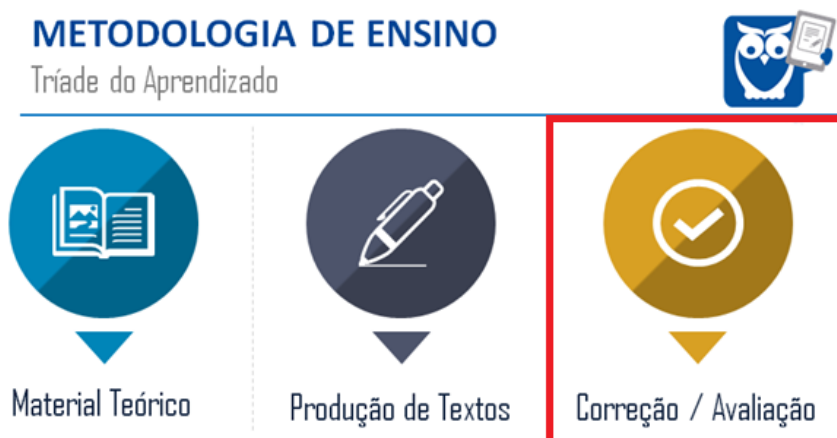 METODOLOGIA DE ENSINO
Tríade do Aprendizado
Material Teórico
Produção de Textos
Correção / Avaliação